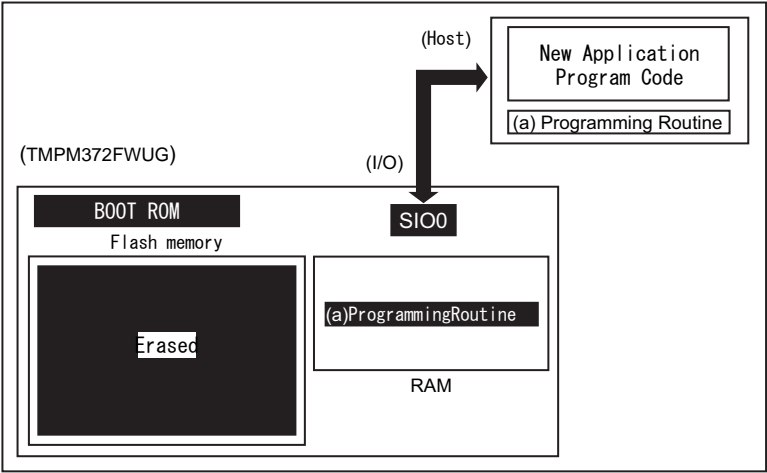 (Host)
New Application
Program Code
(a) Programming Routine
(TMPM372FWUG)
(I/O)
BOOT ROM
SIO0
Flash memory
(a)ProgrammingRoutine
Erased
RAM